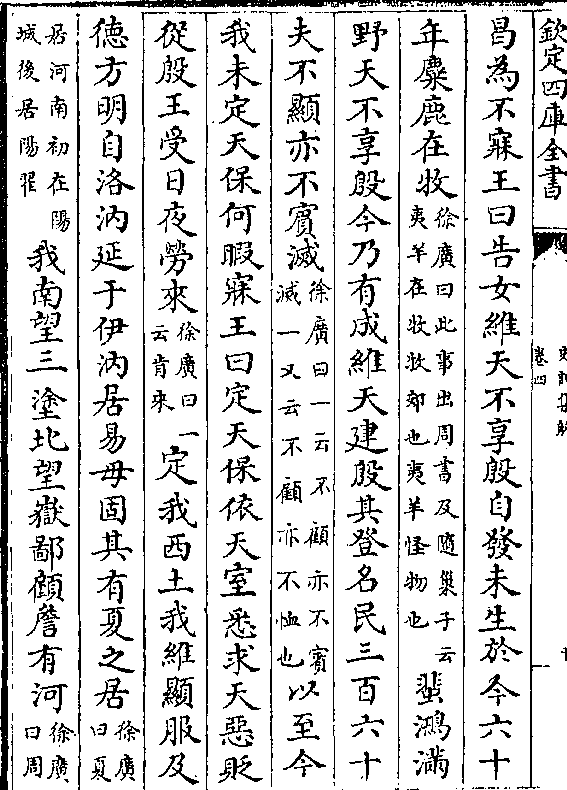 欽定四庫全書
史記集解
卷四
昌為不寐王曰告女維天不享殷自發未生於今六十
年麋鹿在牧徐廣曰此事出周書及隨巢子云夷羊在牧牧郊也夷羊怪物也蜚鴻滿
野天不享殷今乃有成維天建殷其登名民三百六十
夫不顯亦不賓滅徐廣曰一云不顧亦不賓滅一又云不顧亦不恤也以至今
我未定天保何暇寐王曰定天保依天室悉求天惡貶
從殷王受日夜勞來徐廣曰一云肯來定我西土我維顯服及
德方明自洛汭延于伊汭居易毋固其有夏之居徐廣曰夏
居河南初在陽城後居陽翟我南望三塗北望嶽鄙顧詹有河徐廣曰周